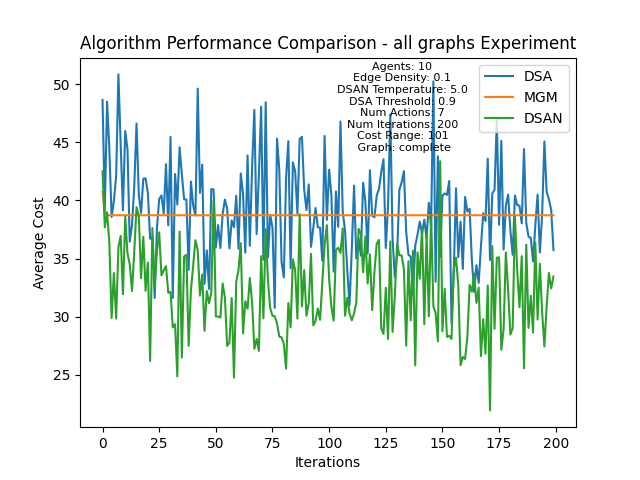 Algorithm Performance Comparison - all graphs Experiment
Agents: 10
Edge Density: 0.1
DSAN Temperature: 5.0
DSA Threshold: 0.9
Num Actions: 7
Num Iterations: 200
Cost Range: 101
Graph: complete
DSA
MGM
DSAN
Average Cost
50
45
40
35
30
25
0
25
50
75
100
125
150
175
200
Iterations